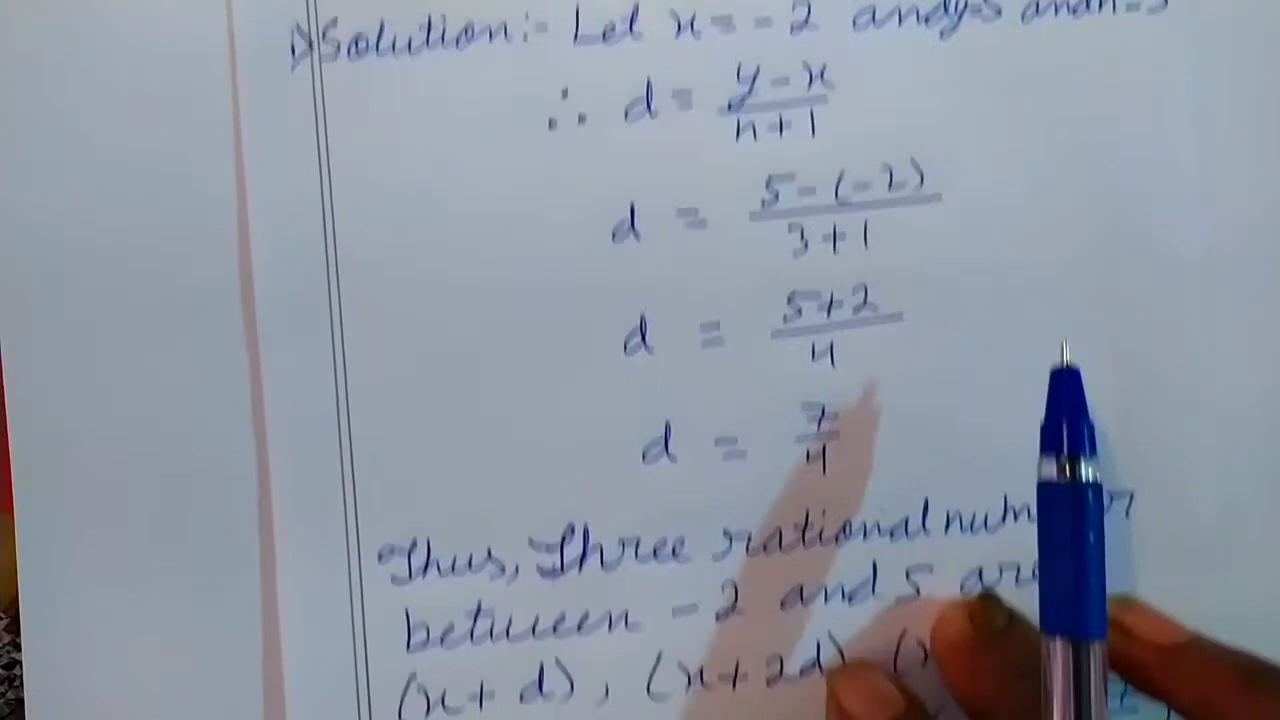 1) Solution:- Let x = -2 and y=5 and n=3
∴ d = y-x / n+1
d = 5-(-2) / 3+1
d = 5+2 / 4
d = 7/4
Thus, Three rational
between -2 and 5 are
(x+d), (x+2d)